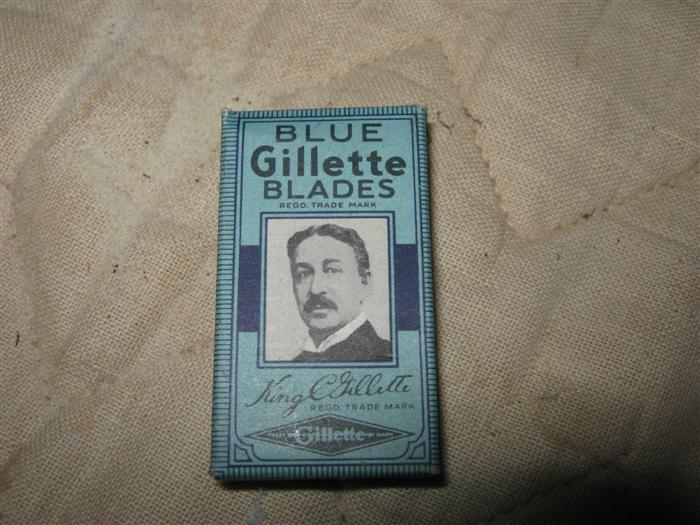 BLUE
Gillette
BLADES
REGD. TRADE MARK
King C Gillette
REGD. TRADE MARK
Gillette